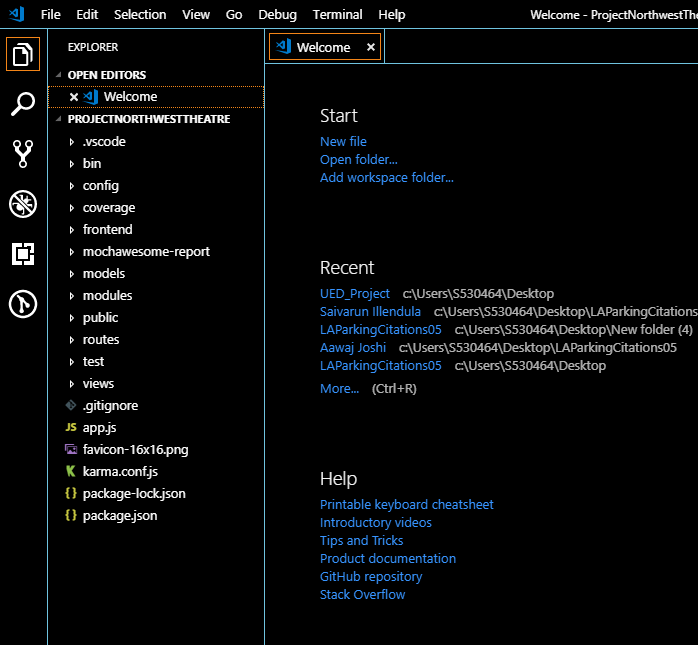 File Edit Selection View Go Debug Terminal Help Welcome - ProjectNorthwestThe
EXPLORER
OPEN EDITORS
Welcome
PROJECTNORTHWESTTHEATRE
.vscode
bin
config
coverage
frontend
mochawesome-report
models
modules
public
routes
test
views
.gitignore
JS app.js
favicon-16x16.png
karma.conf.js
{} package-lock.json
{} package.json
Welcome
Start
New file
Open folder...
Add workspace folder...
Recent
UED_Project c:\Users\S530464\Desktop
Saivarun Illendula c:\Users\S530464\Desktop\LAParkingCitations
LAParkingCitations05 c:\Users\S530464\Desktop\New folder (4)
Aawaj Joshi c:\Users\S530464\Desktop\LAParkingCitations05
LAParkingCitations05 c:\Users\S530464\Desktop
More... (Ctrl+R)
Help
Printable keyboard cheatsheet
Introductory videos
Tips and Tricks
Product documentation
GitHub repository
Stack Overflow